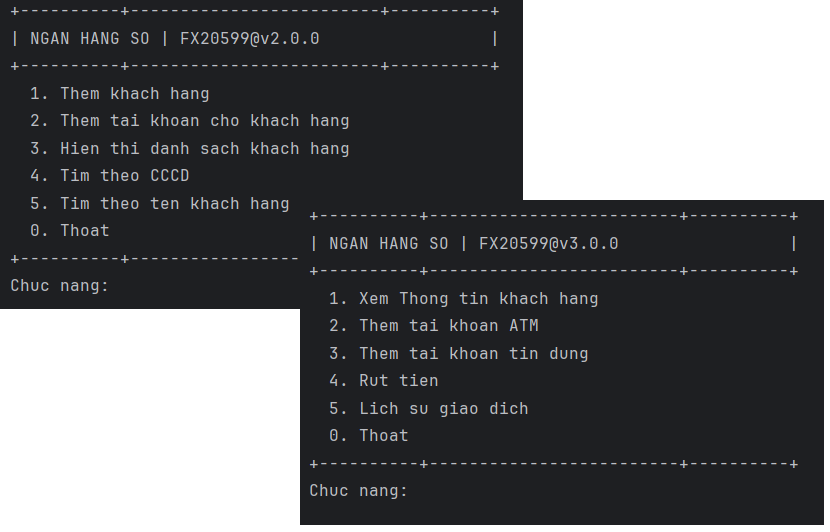 +----------+-------------------------+----------+
| NGAN HANG SO | FX20599@v2.0.0                 |
+----------+-------------------------+----------+
1. Them khach hang
2. Them tai khoan cho khach hang
3. Hien thi danh sach khach hang
4. Tim theo CCCD
5. Tim theo ten khach hang
0. Thoat
+----------+-----------------
Chuc nang:
+----------+-------------------------+----------+
| NGAN HANG SO | FX20599@v3.0.0                 |
+----------+-------------------------+----------+
1. Xem Thong tin khach hang
2. Them tai khoan ATM
3. Them tai khoan tin dung
4. Rut tien
5. Lich su giao dich
0. Thoat
+----------+-------------------------+----------+
Chuc nang: